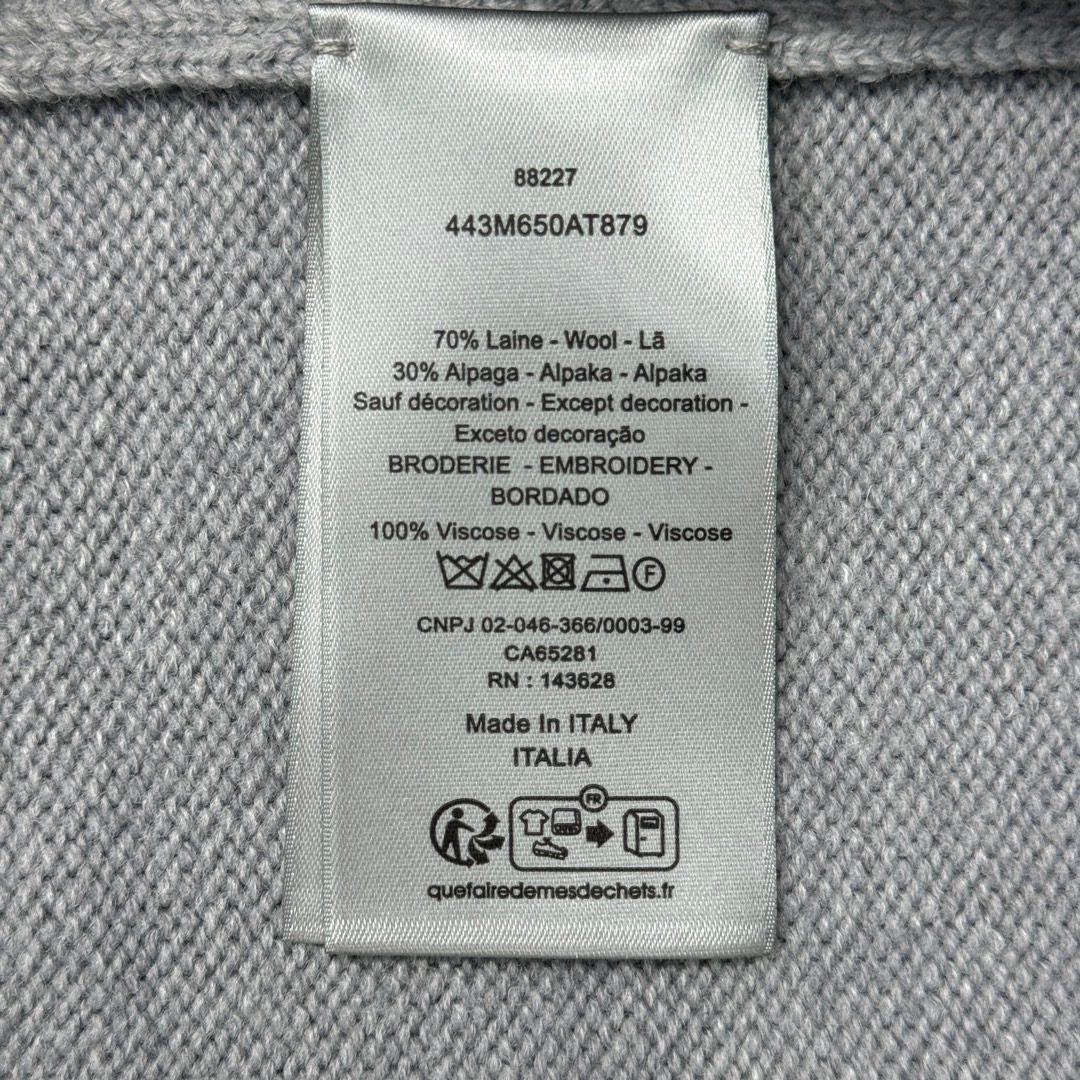 88227
443M650AT879
70% Laine - Wool - Lã
30% Alpaga - Alpaka - Alpaka
Sauf décoration - Except decoration -
Exceto decoração
BRODERIE - EMBROIDERY -
BORDADO
100% Viscose - Viscose - Viscose
F
CNPJ 02-046-366/0003-99
CA65281
RN : 143628
Made In ITALY
ITALIA
FR
quefairedemesdechets.fr